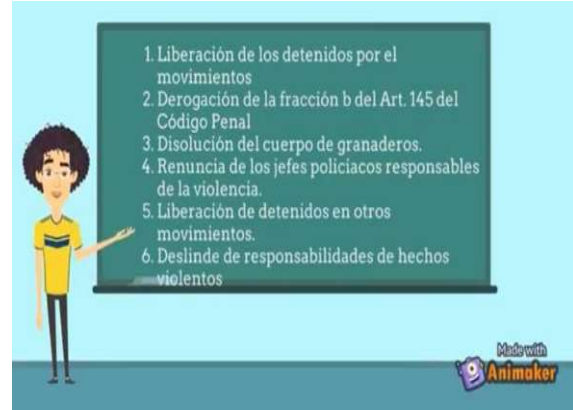 1. Liberación de los detenidos por el
movimientos
2. Derogación de la fracción b del Art. 145 del
Código Penal
3. Disolución del cuerpo de granaderos.
4. Renuncia de los jefes policiacos responsables
de la violencia.
5. Liberación de detenidos en otros
movimientos.
6. Deslinde de responsabilidades de hechos
violentos
Made with
Animaker